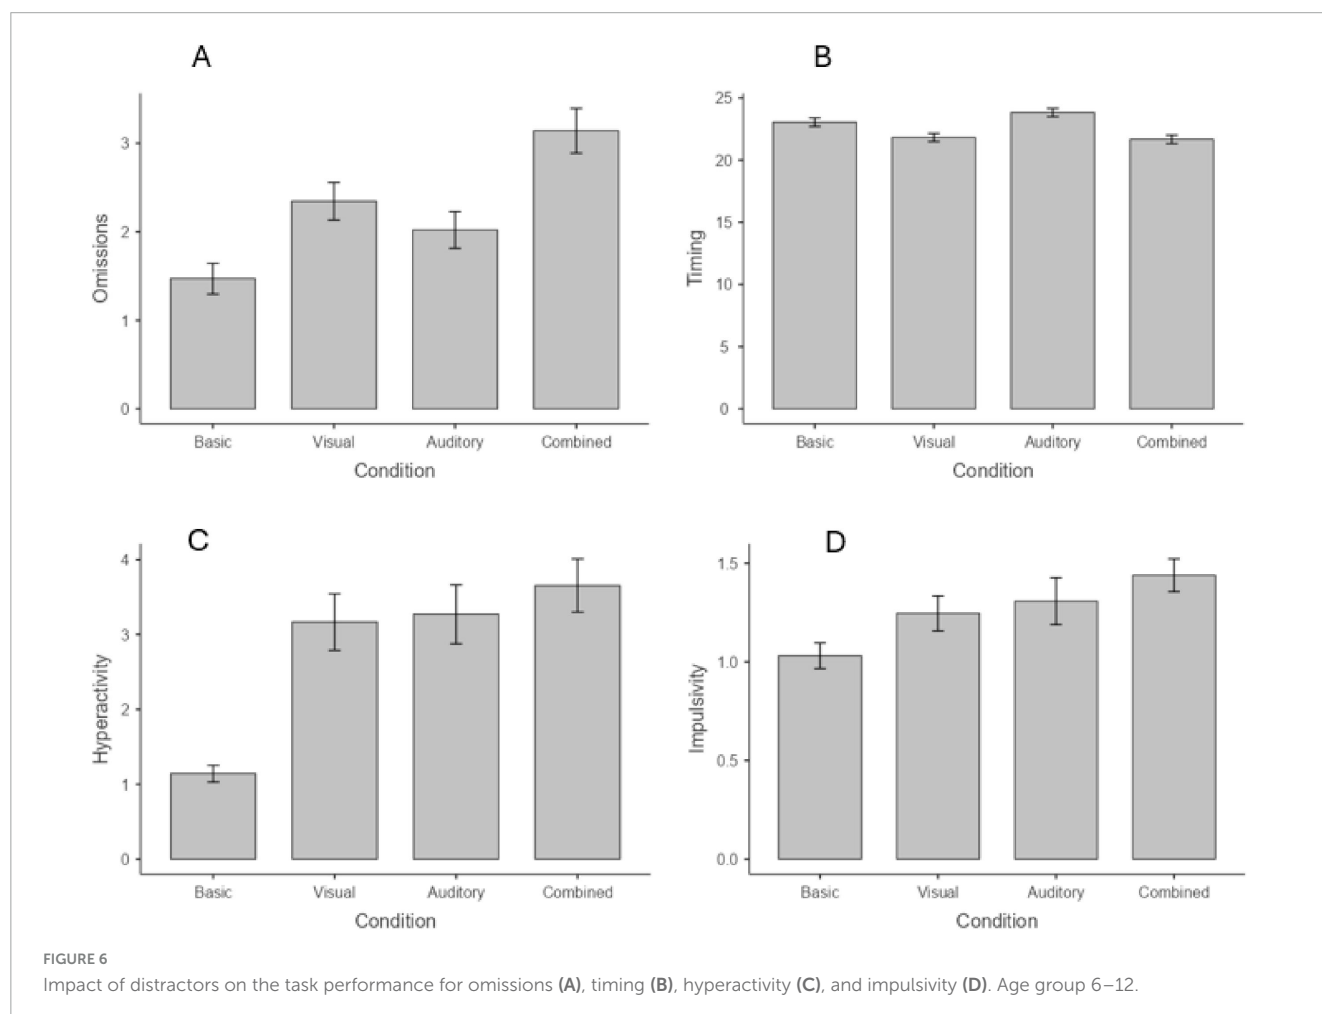 A
Omissions
3
2
1
0
Basic Visual Auditory Combined
Condition
B
Timing
25
20
15
10
5
0
Basic Visual Auditory Combined
Condition
C
Hyperactivity
4
3
2
1
0
Basic Visual Auditory Combined
Condition
D
Impulsivity
1.5
1.0
0.5
0.0
Basic Visual Auditory Combined
Condition
FIGURE 6
Impact of distractors on the task performance for omissions (A), timing (B), hyperactivity (C), and impulsivity (D). Age group 6–12.